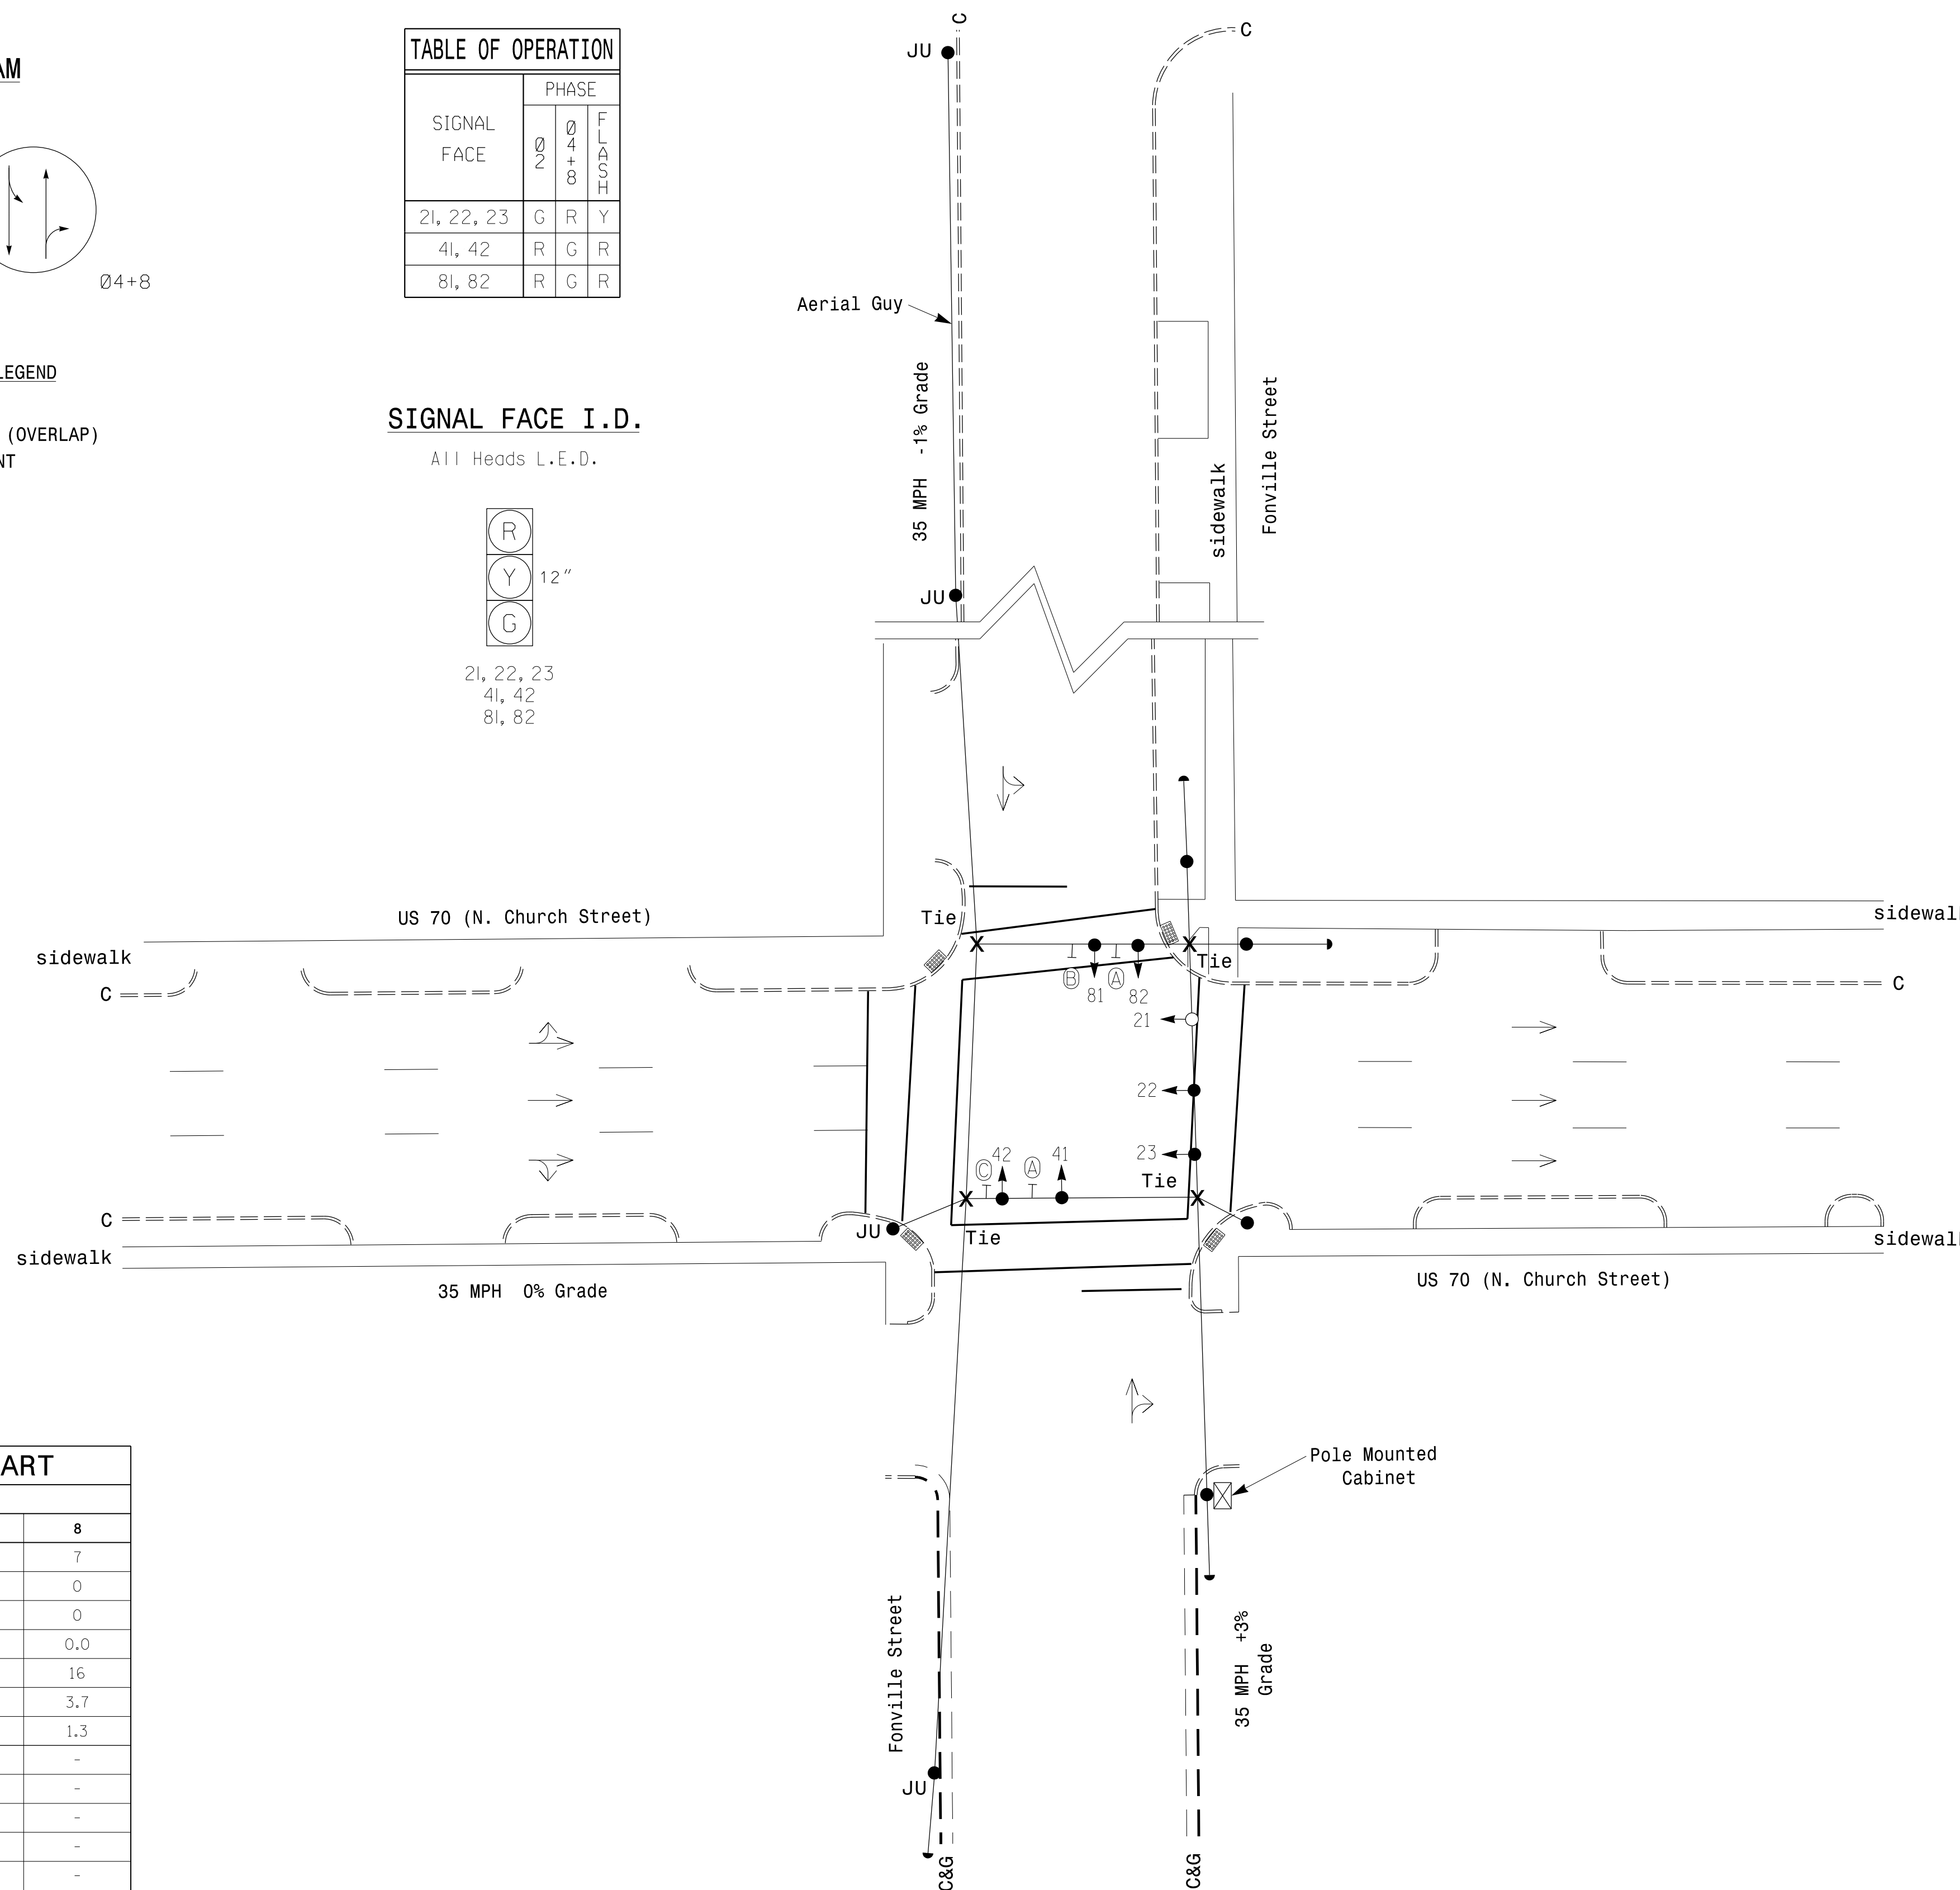 TABLE OF OPERATION
SIGNAL
FACE
PHASE
Ø2
Ø4+8
FLASH
21, 22, 23 G R Y
41, 42 R G R
81, 82 R G R
Ø4+8
LEGEND
(OVERLAP)
SIGNAL FACE I.D.
All Heads L.E.D.
R
Y 12"
G
21, 22, 23
41, 42
81, 82
C
JU
C
Aerial Guy
35 MPH -1% Grade
sidewalk
Fonville Street
JU
US 70 (N. Church Street)
Tie
sidewalk
sidewalk
Tie
C
C
B
A
81
82
21
22
23
C
42
A
41
Tie
C
JU
Tie
sidewalk
sidewalk
35 MPH 0% Grade
US 70 (N. Church Street)
Pole Mounted
Cabinet
Fonville Street
35 MPH +3%
Grade
JU
C&G
C&G
8
7
0
0
0.0
16
3.7
1.3
-
-
-
-
-